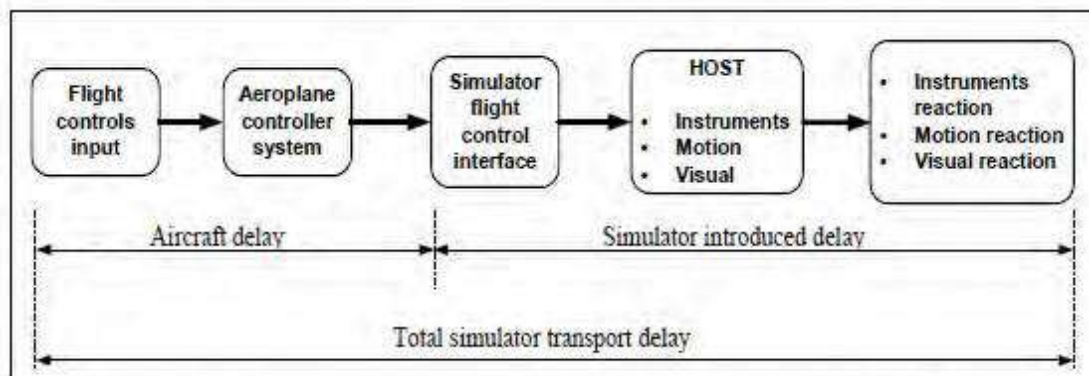 Flight
controls
input
Aeroplane
controller
system
Simulator
flight
control
interface
HOST
• Instruments
• Motion
• Visual
• Instruments
reaction
• Motion reaction
• Visual reaction
Aircraft delay
Simulator introduced delay
Total simulator transport delay